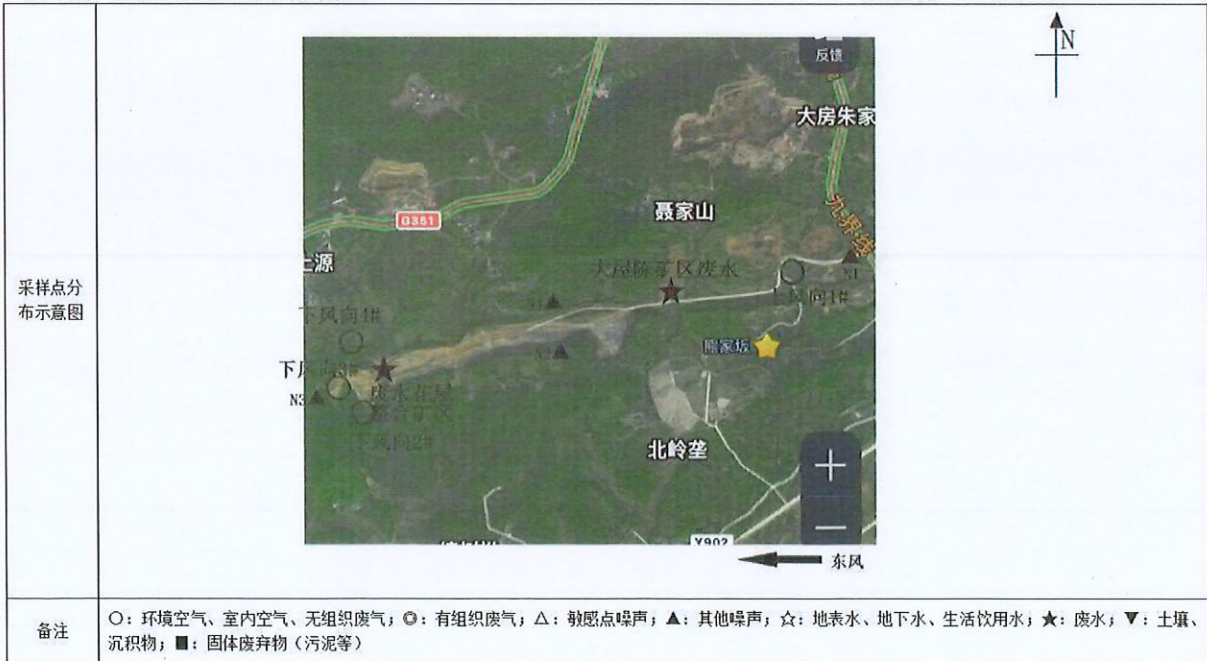 N
反馈
大房朱家
聂家山
九界线
G351
上源
大屋陈矿区废水
N1
上风向1#
采样点分
布示意图
下风向4#
N4
N2
熊家坂
下风向3#
N3
废水在屋
整合矿区
下风向2#
北岭垄
Y902
东风
备注
○：环境空气、室内空气、无组织废气；◎：有组织废气；△：敏感点噪声；▲：其他噪声；☆：地表水、地下水、生活饮用水；★：废水；▼：土壤、
沉积物；■：固体废弃物（污泥等）